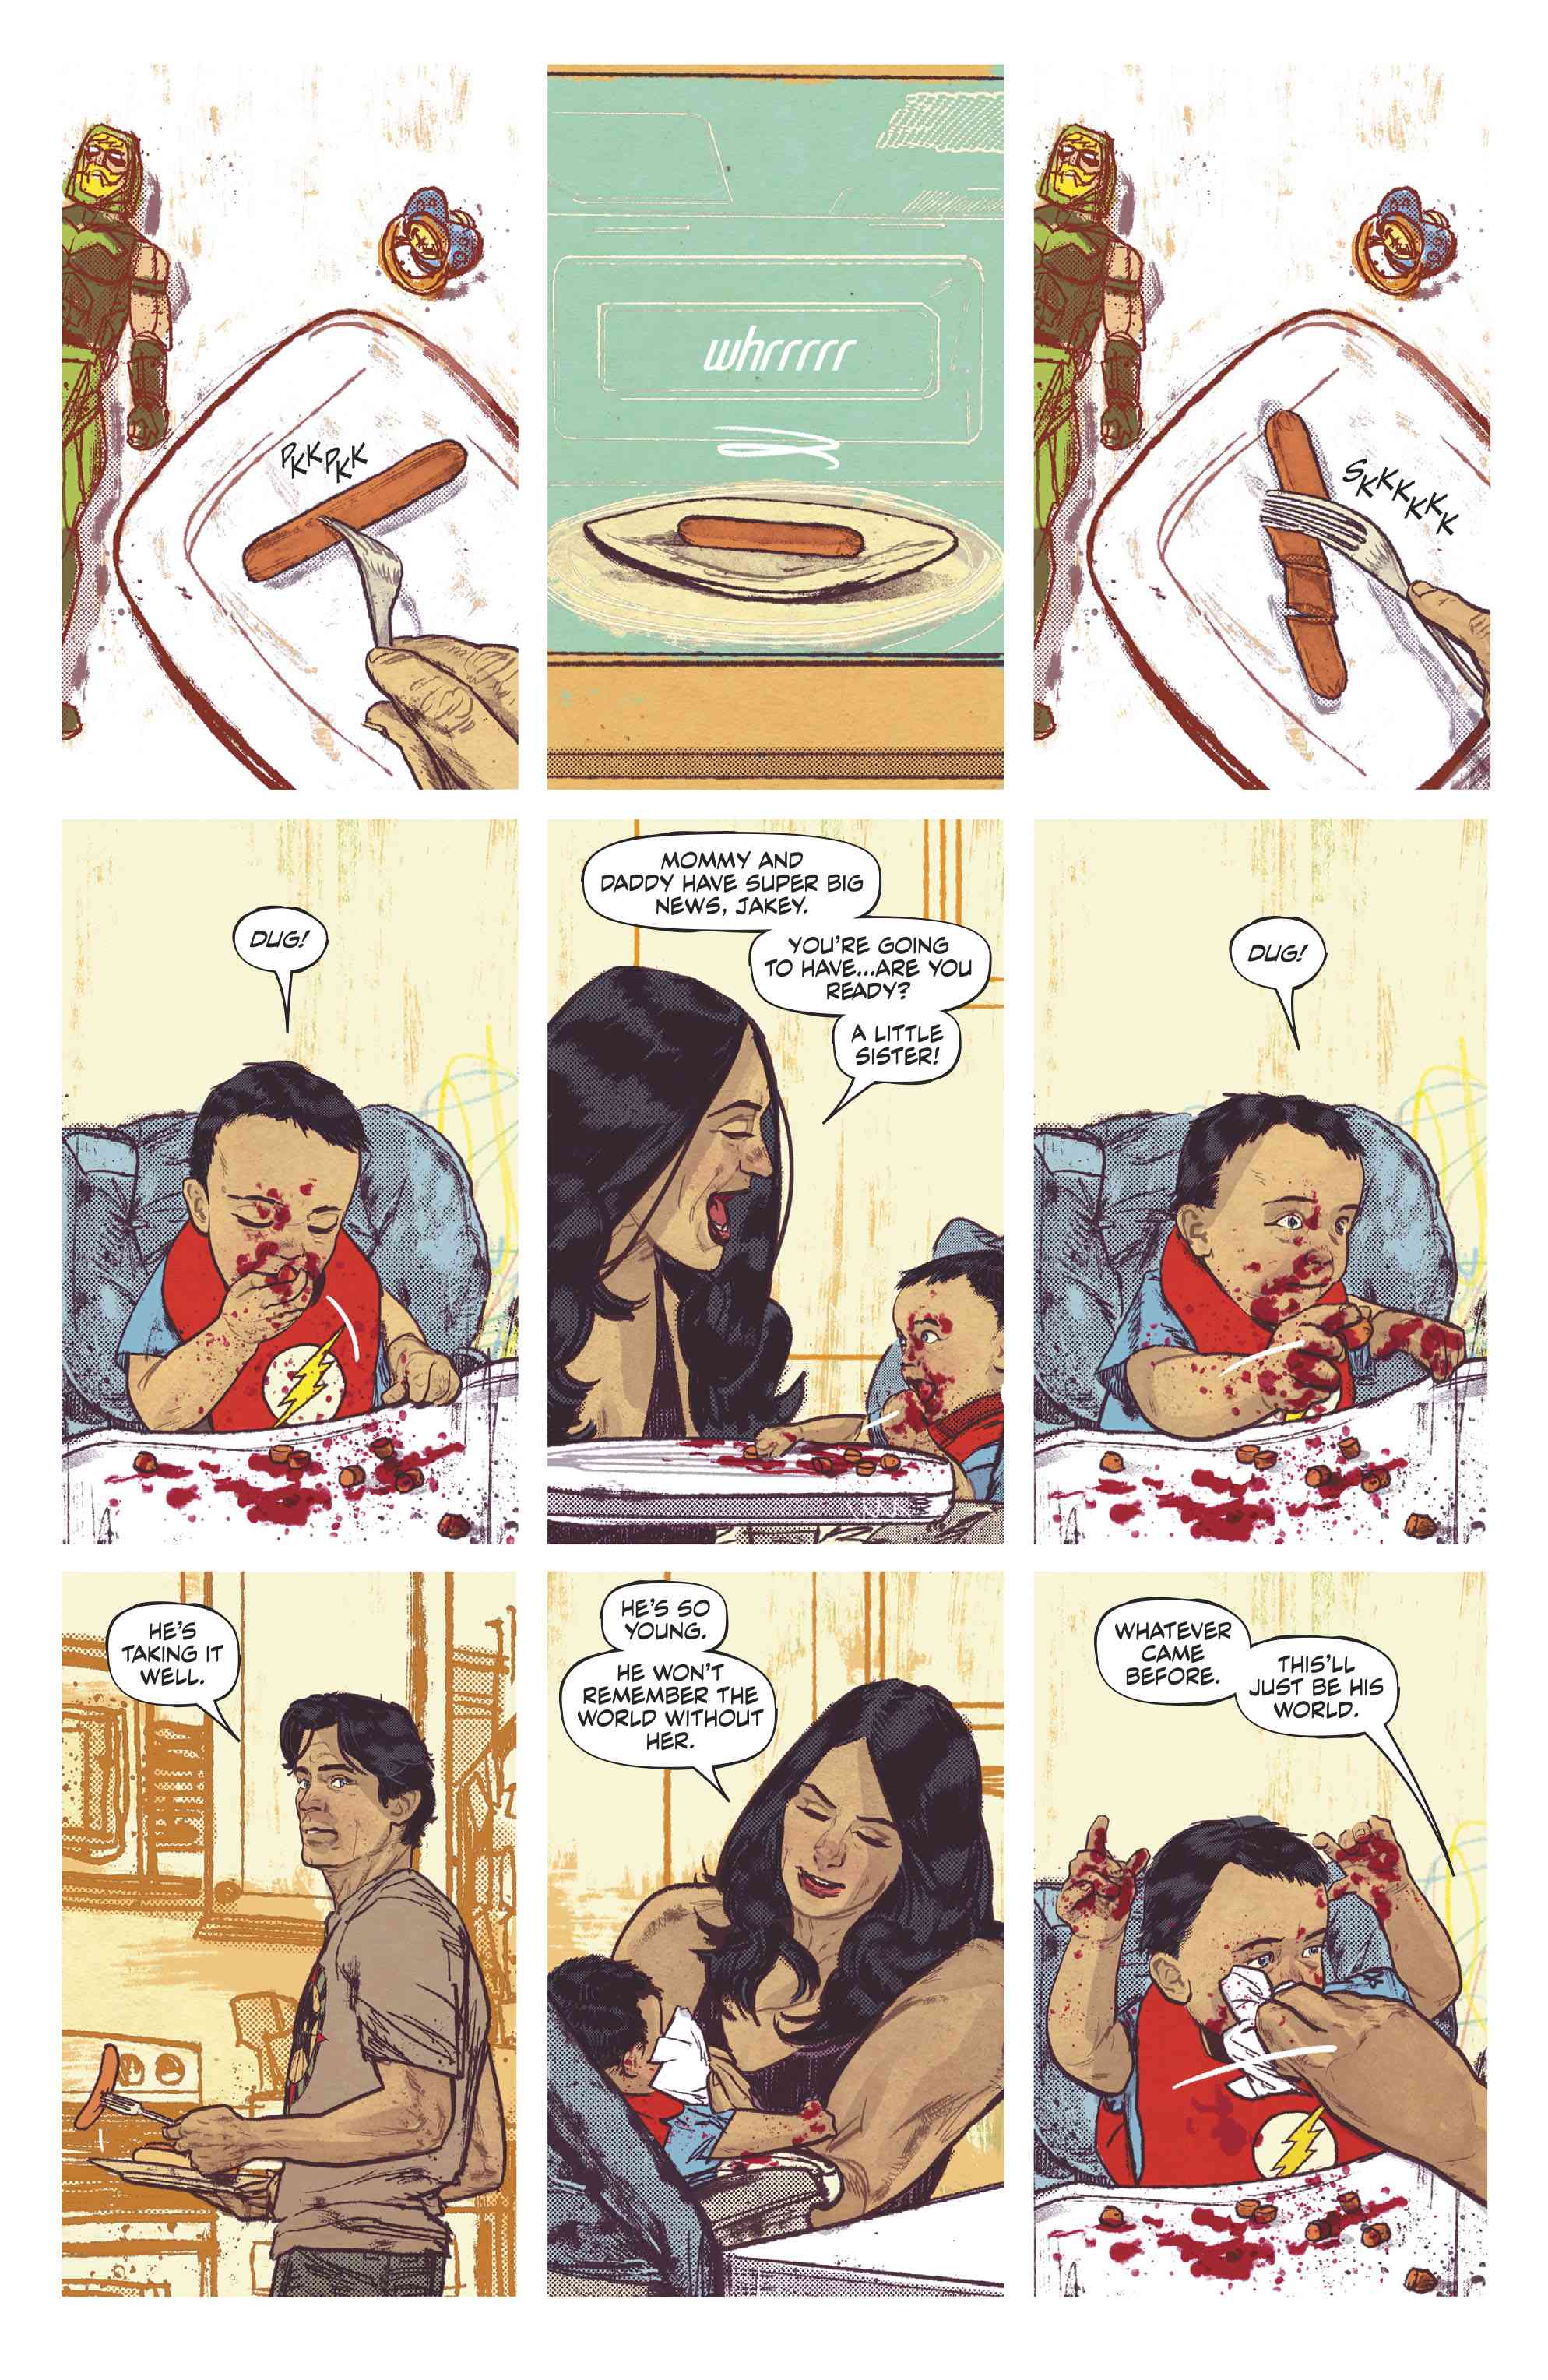 PKKPKK
whrrrrrr
SKKKKKKK
DUG!
MOMMY AND
DADDY HAVE SUPER BIG
NEWS, JAKEY.
YOU'RE GOING
TO HAVE...ARE YOU
READY?
A LITTLE
SISTER!
DUG!
HE'S
TAKING IT
WELL.
HE'S SO
YOUNG.
HE WON'T
REMEMBER THE
WORLD WITHOUT
HER.
WHATEVER
CAME
BEFORE.
THIS'LL
JUST BE HIS
WORLD.